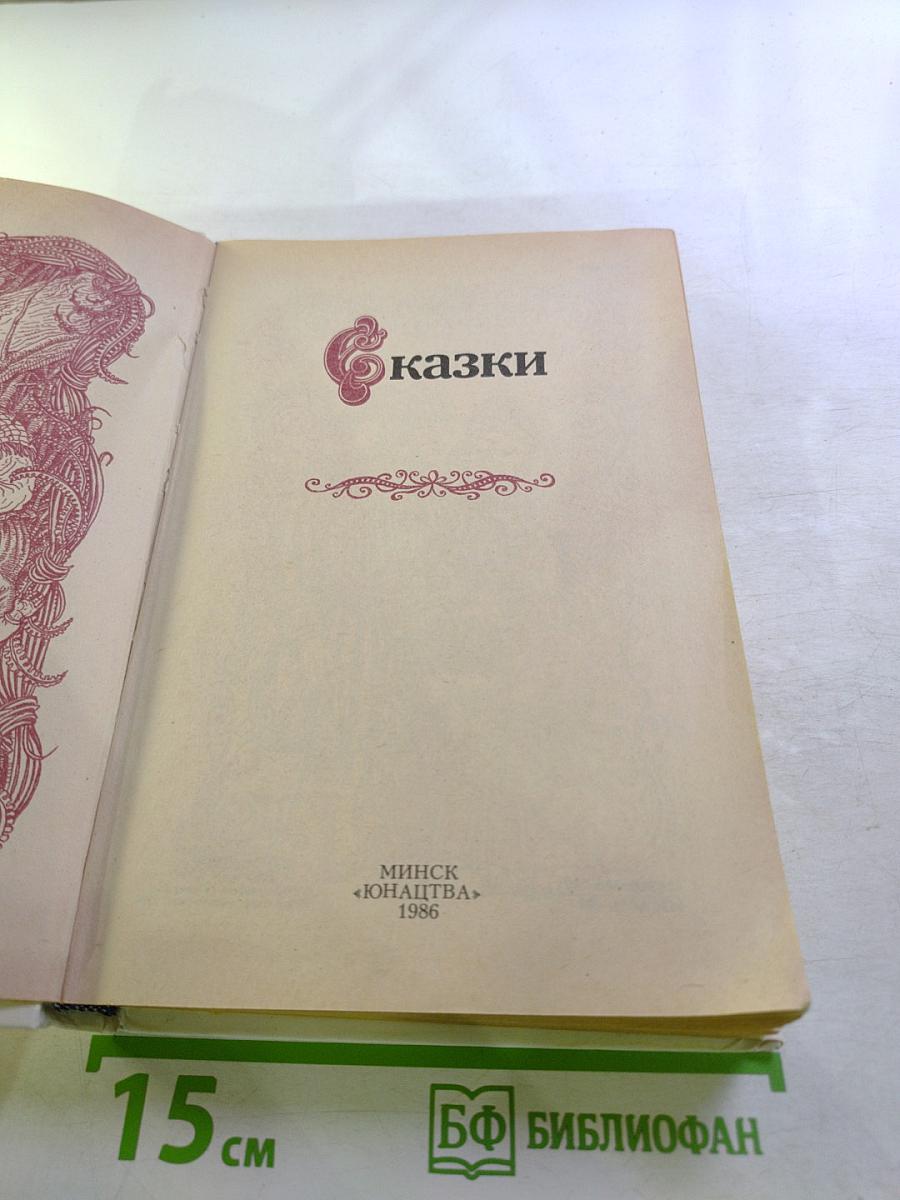 Сказки
МИНСК
«ЮНАЦТВА»
1986
15 см
БФ БИБЛИОФАН